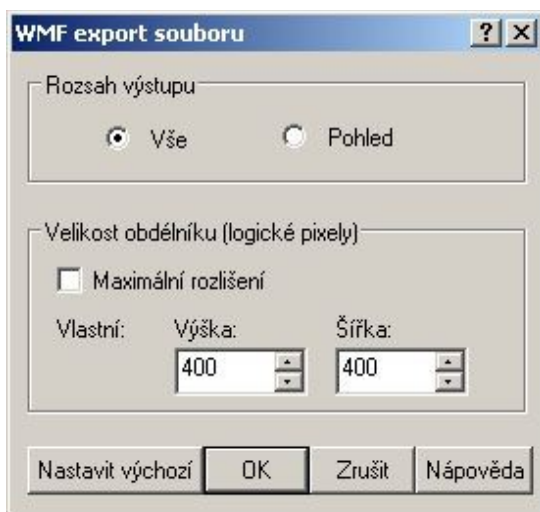 WMF export souboru
Rozsah výstupu
Vše Pohled
Velikost obdélníku (logické pixely)
Maximální rozlišení
Vlastní: Výška: Šířka:
400 400
Nastavit výchozí OK Zrušit Nápověda